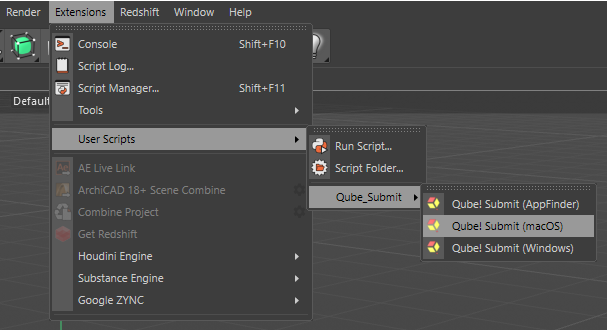 Render Extensions Redshift Window Help
Console Shift+F10
Script Log...
Script Manager... Shift+F11
Default
Tools
User Scripts
Run Script...
Script Folder...
Qube_Submit
Qube! Submit (AppFinder)
Qube! Submit (macOS)
Qube! Submit (Windows)
AE Live Link
ArchiCAD 18+ Scene Combine
Combine Project
Get Redshift
Houdini Engine
Substance Engine
Google ZYNC